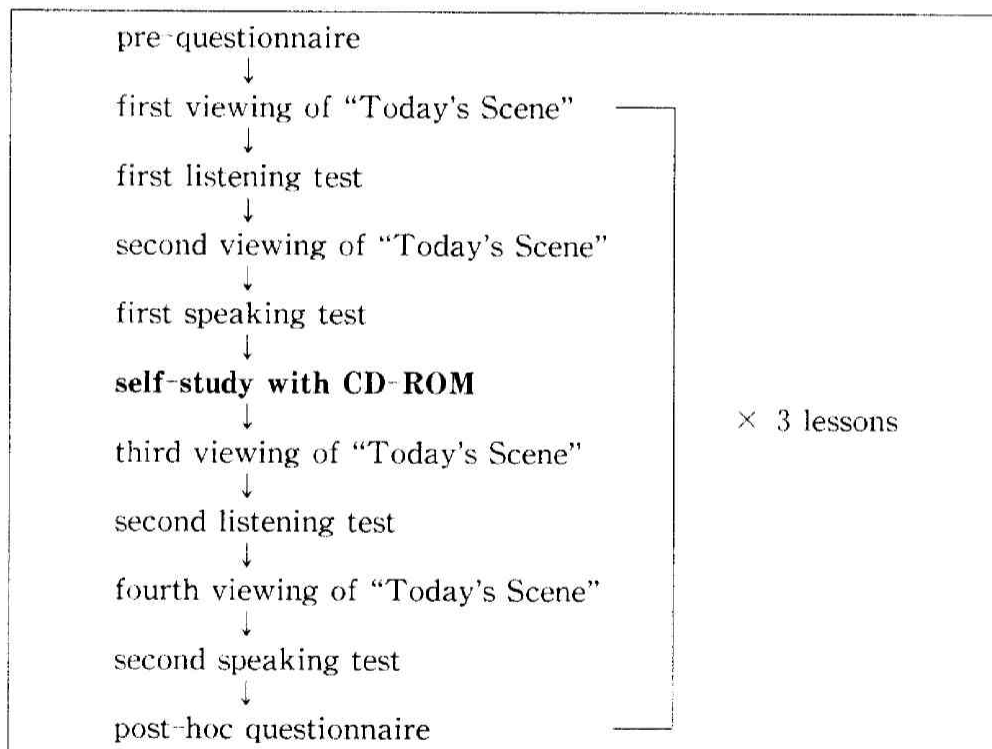 pre-questionnaire
↓
first viewing of “Today's Scene”
↓
first listening test
↓
second viewing of “Today's Scene”
↓
first speaking test
↓
self-study with CD-ROM
↓
× 3 lessons
third viewing of “Today's Scene”
↓
second listening test
↓
fourth viewing of “Today's Scene”
↓
second speaking test
↓
post-hoc questionnaire